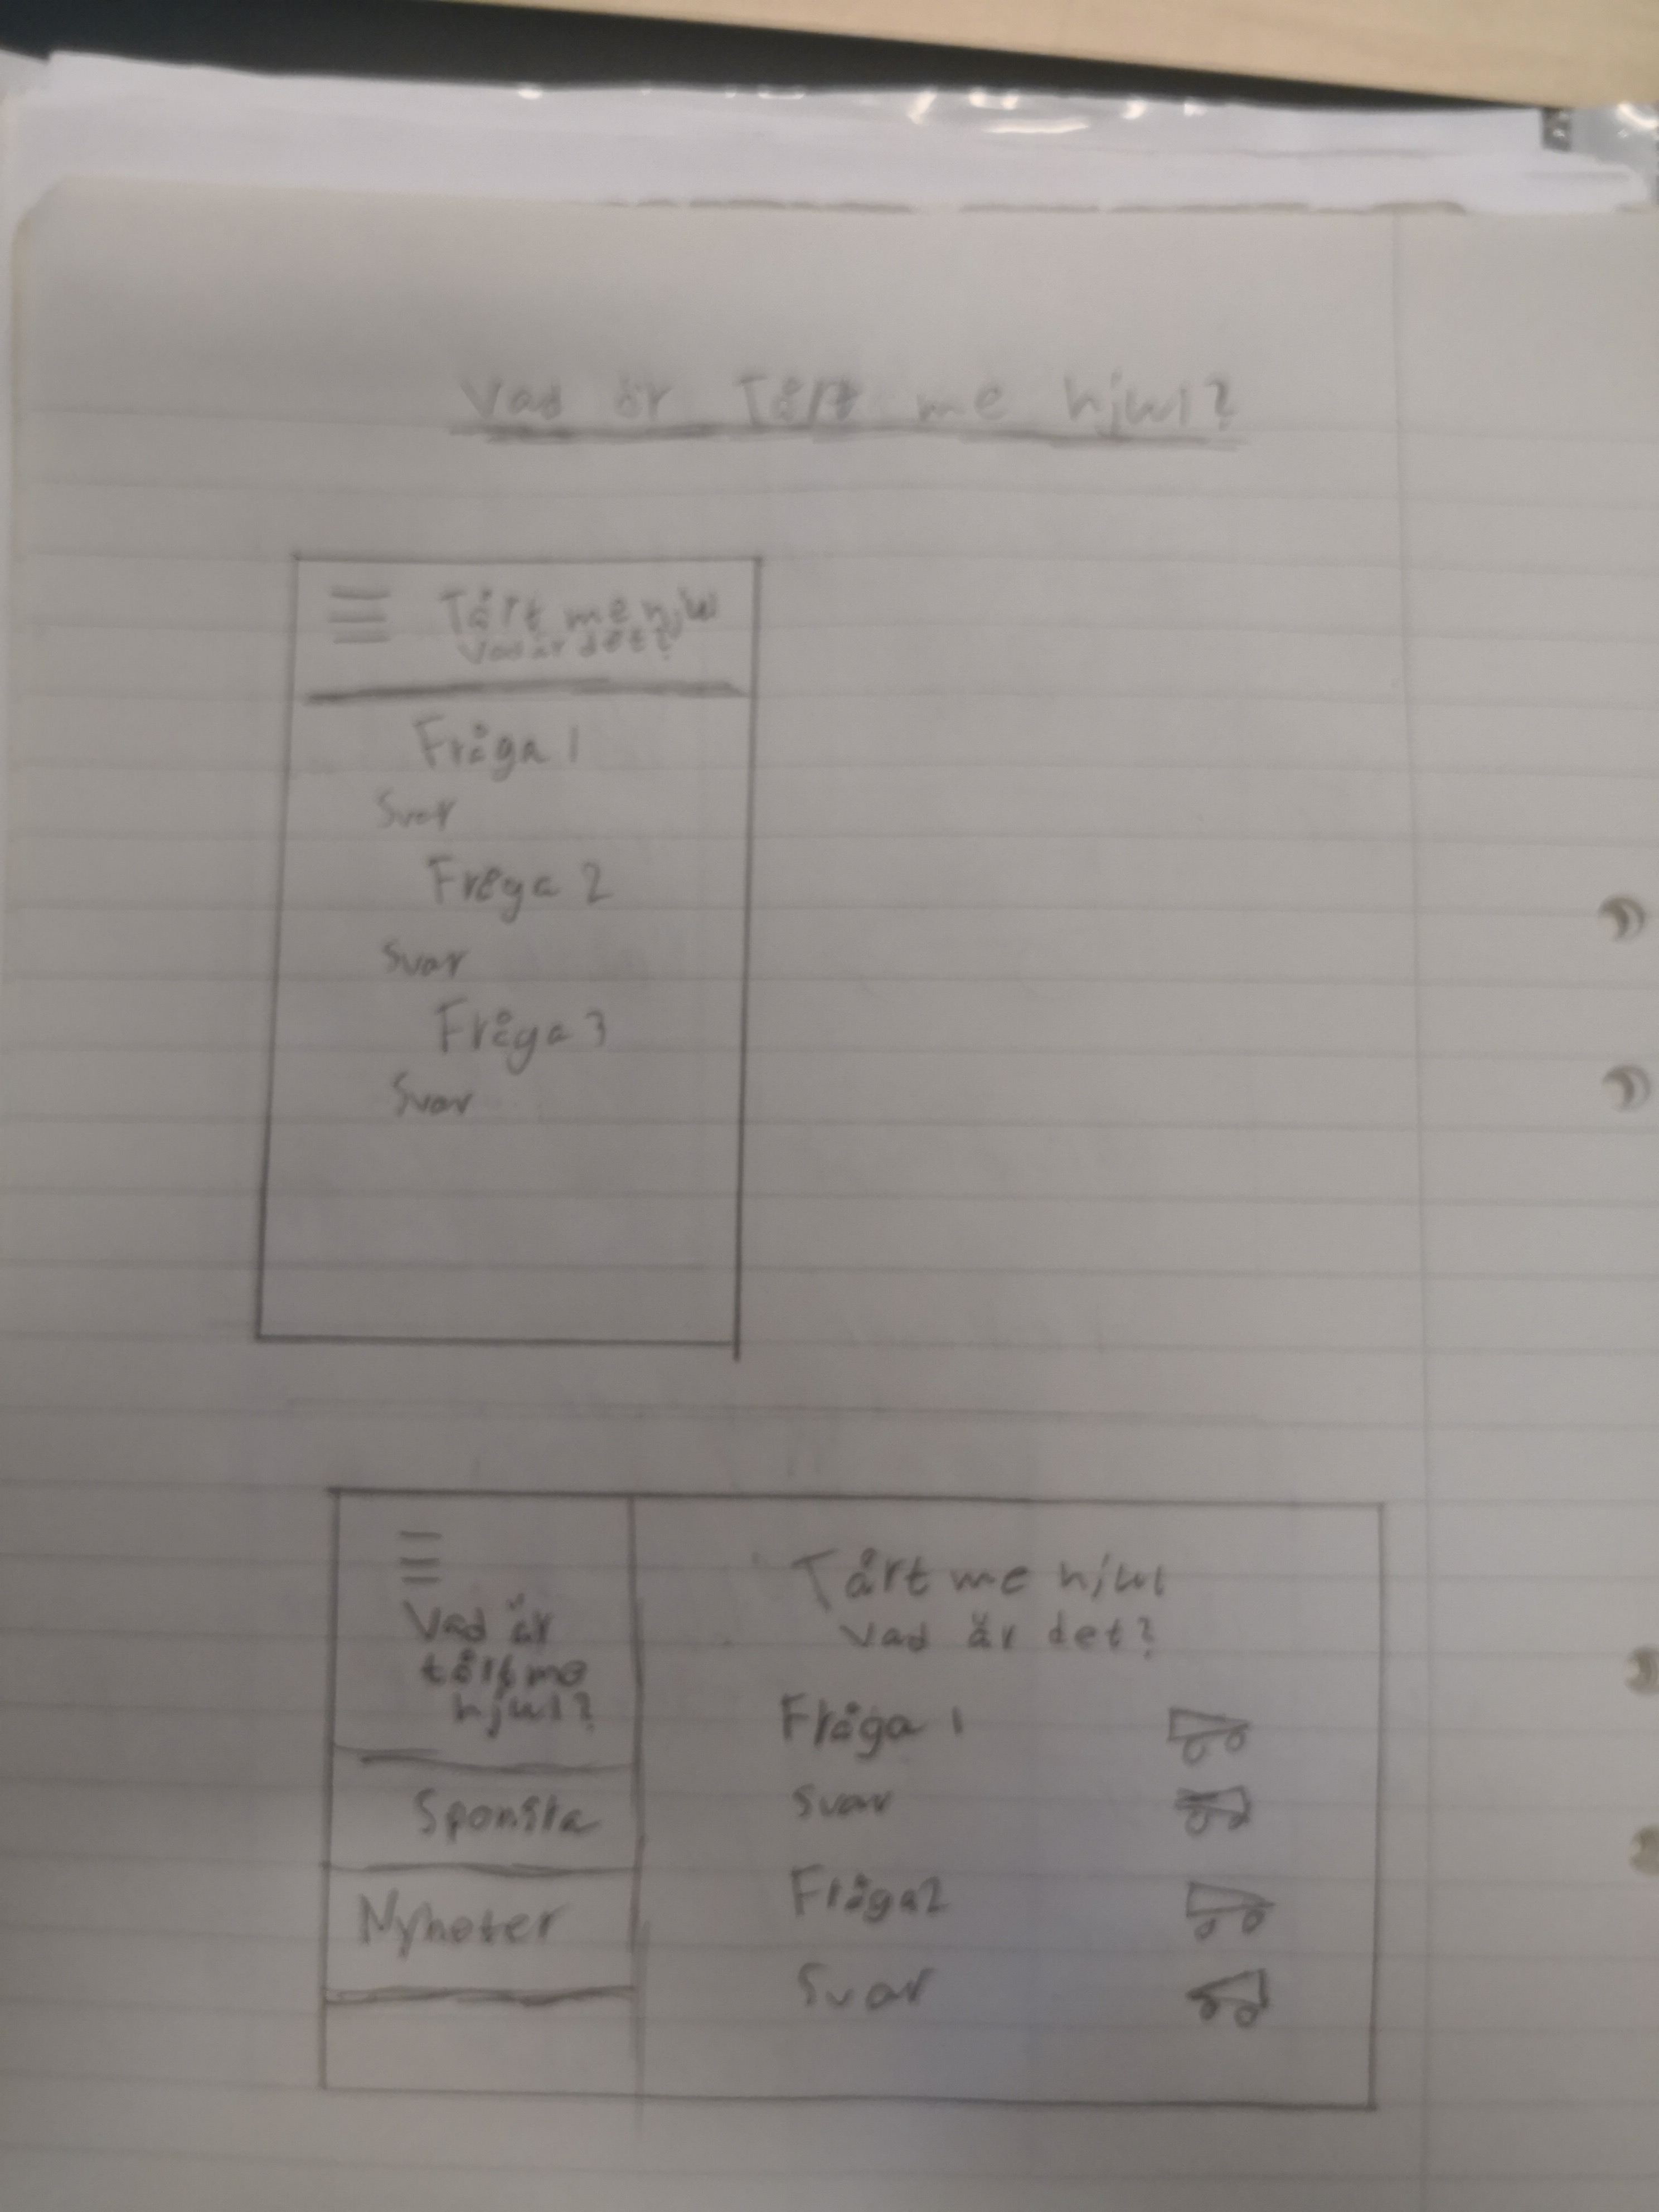 Vad är Tårt me hjwl?
Tårt me hjwl
Vad är det?
Fråga 1
Svar
Fråga 2
Svar
Fråga 3
Svar
Vad är
tårt me
hjwl?
Sponsra
Nyheter
Tårt me hjwl
Vad är det?
Fråga 1
Svar
Fråga 2
Svar